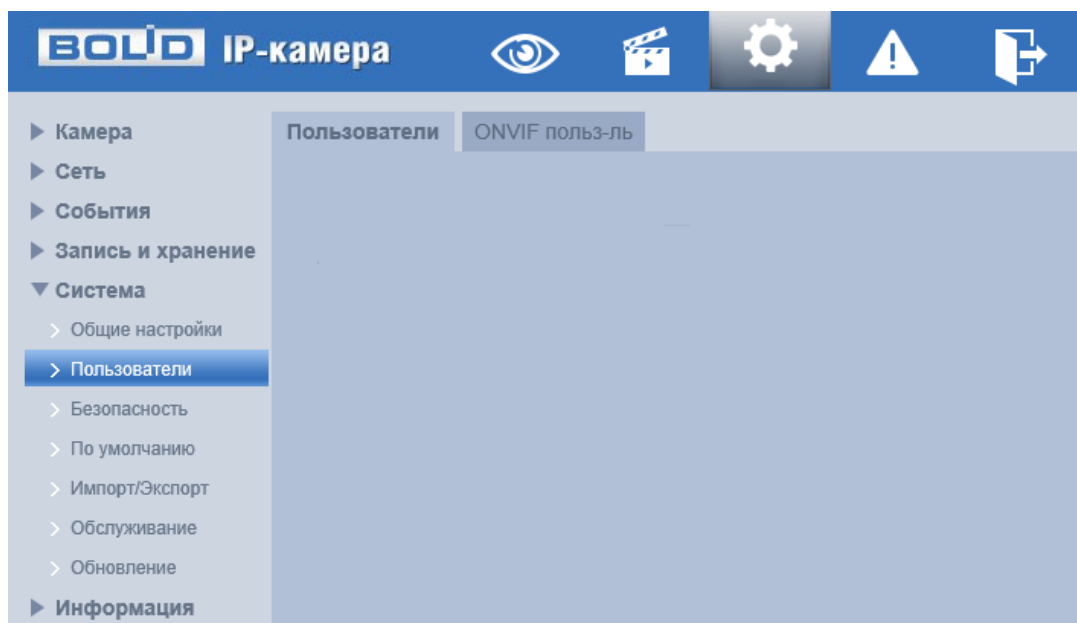 BOLID IP-камера
Пользователи ONVIF польз-ль
Камера
Сеть
События
Запись и хранение
Система
Общие настройки
Пользователи
Безопасность
По умолчанию
Импорт/Экспорт
Обслуживание
Обновление
Информация